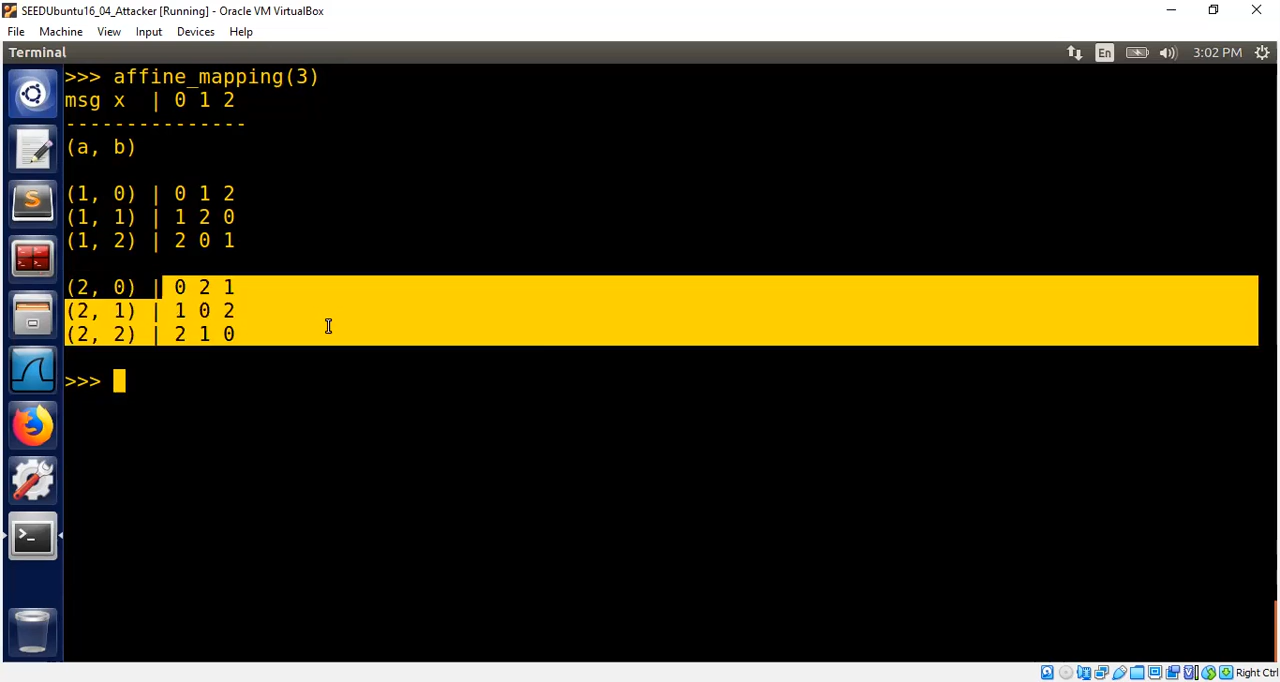 SEEDUbuntu16_04_Attacker [Running] - Oracle VM VirtualBox
File Machine View Input Devices Help
Terminal En 3:02 PM
>>> affine_mapping(3)
msg x | 0 1 2
---------------
(a, b)
(1, 0) | 0 1 2
(1, 1) | 1 2 0
(1, 2) | 2 0 1
(2, 0) | 0 2 1
(2, 1) | 1 0 2
(2, 2) | 2 1 0
>>>
Right Ctrl